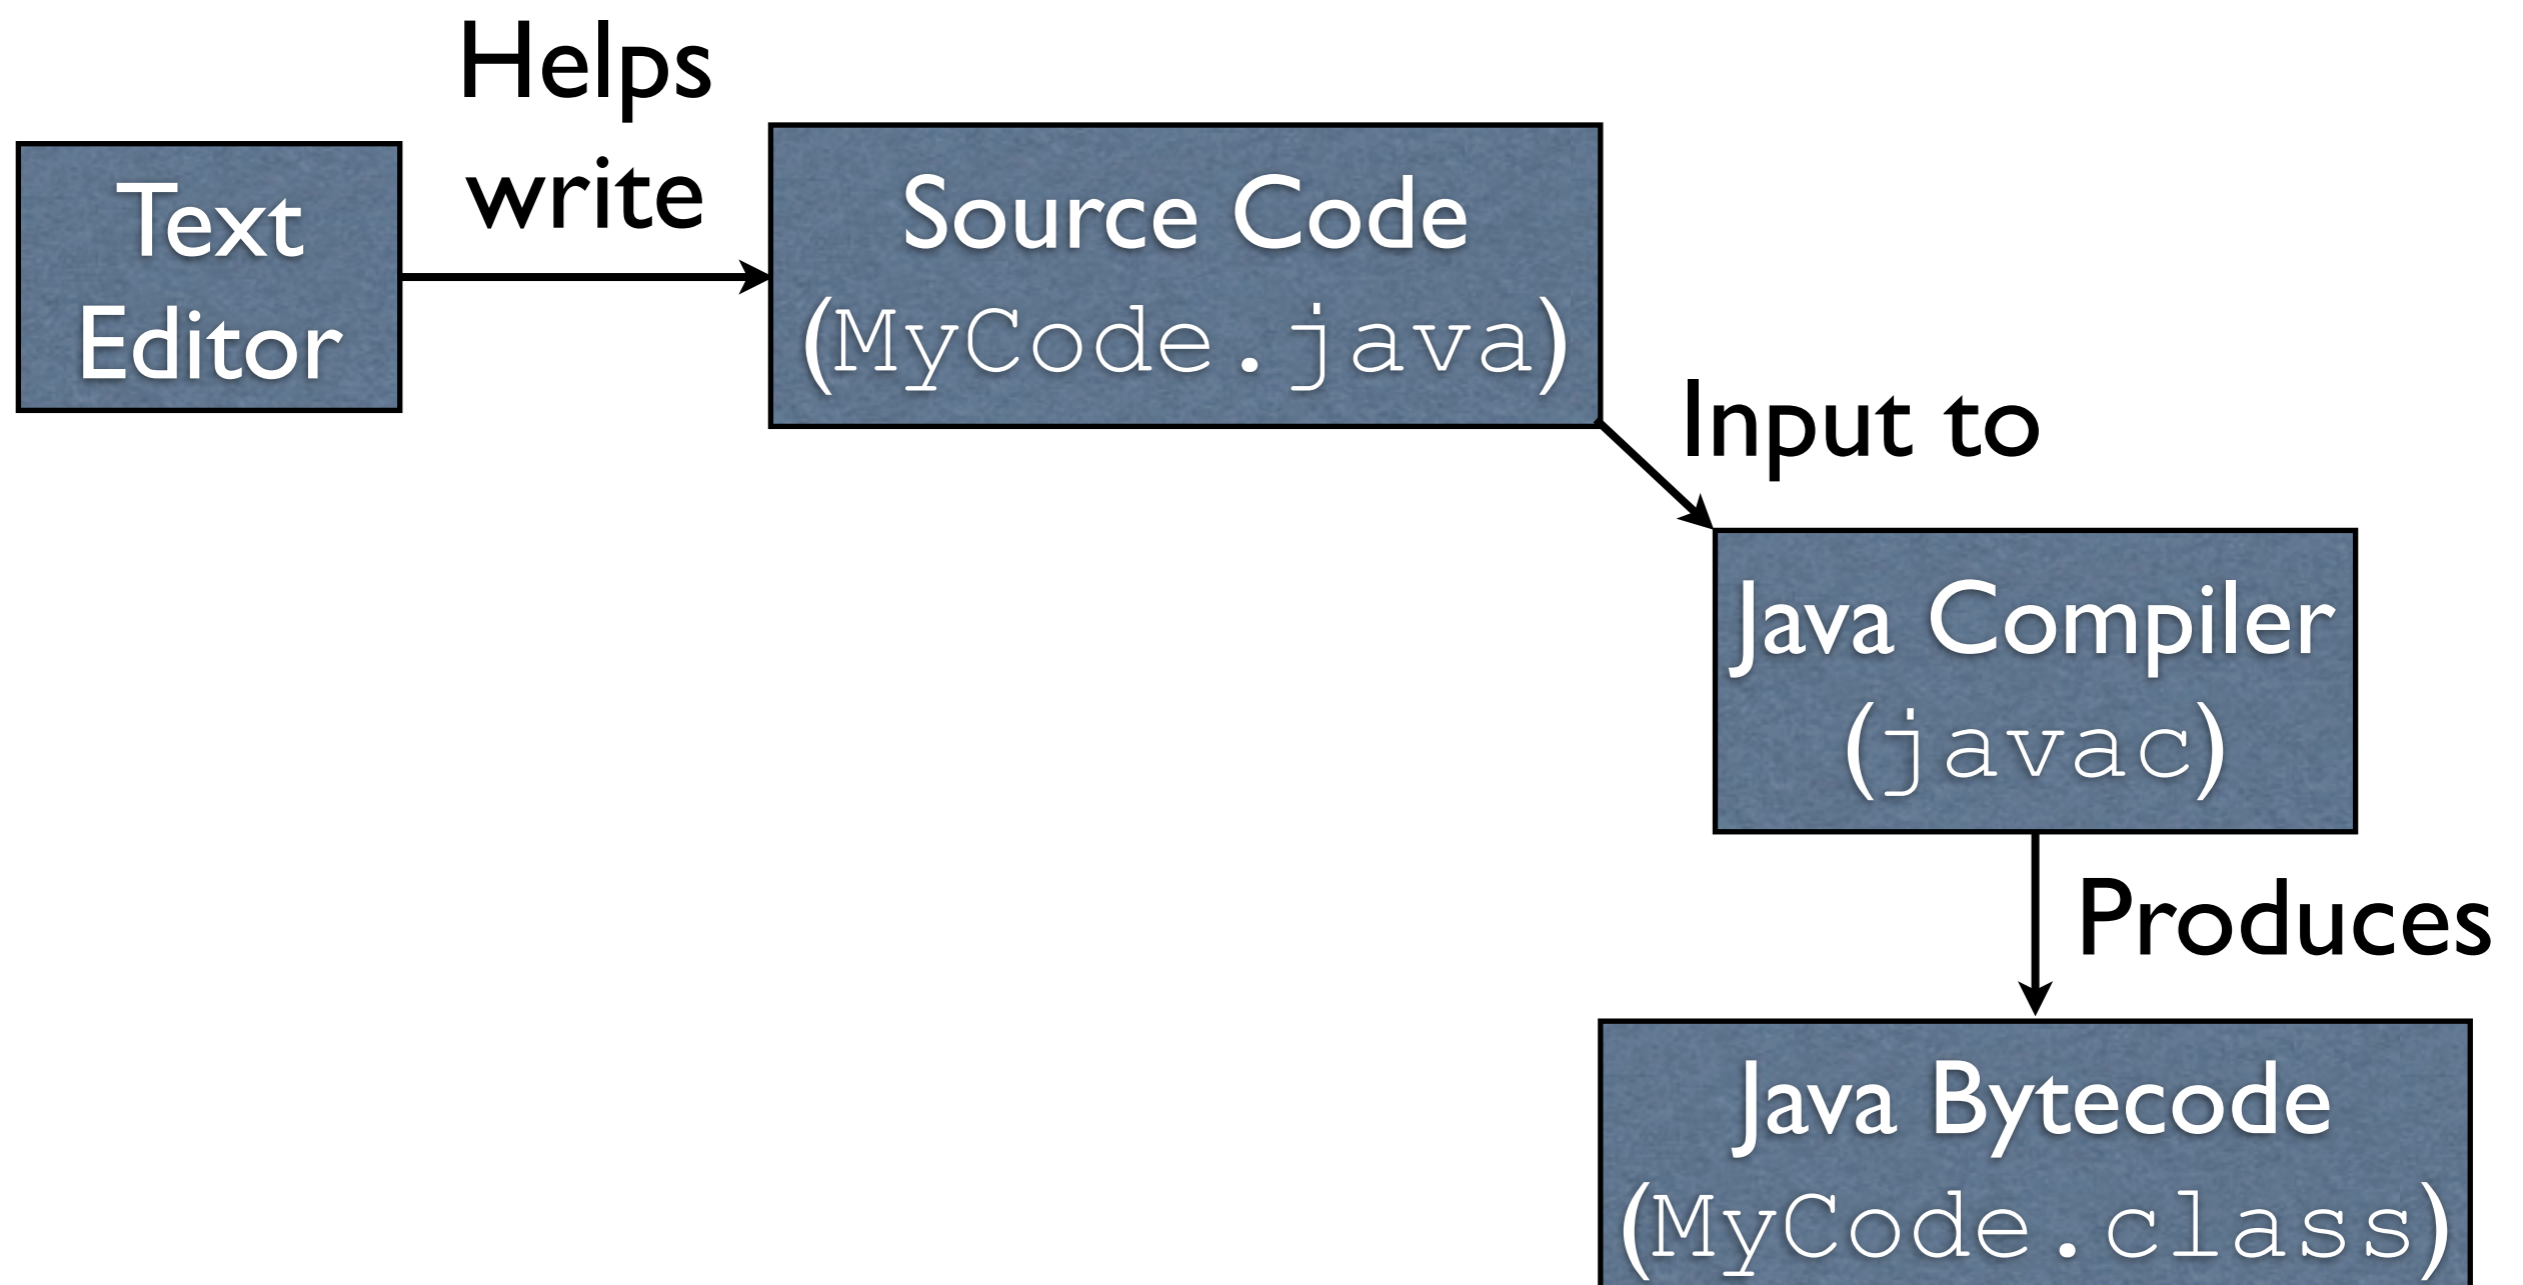 Helps
write
Text
Editor
Source Code
(MyCode.java)
Input to
Java Compiler
(javac)
Produces
Java Bytecode
(MyCode.class)